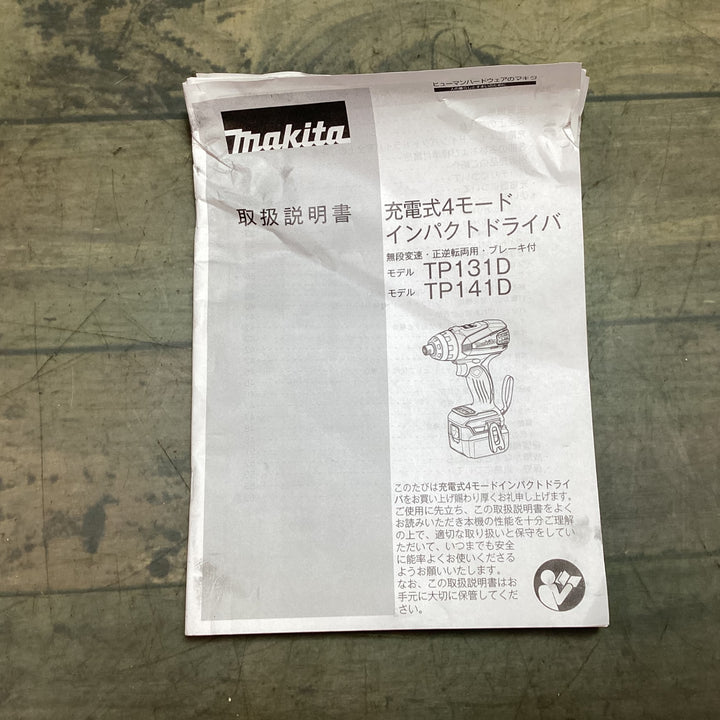 ヒューマンハードウェアのマキタ
makita
取扱説明書
充電式4モード
インパクトドライバ
無段変速・正逆転両用・ブレーキ付
モデル TP131D
モデル TP141D
makita
このたびは充電式4モードインパクトドライ
バをお買い上げ賜わり厚くお礼申し上げます。
ご使用に先立ち、この取扱説明書をよく
お読みいただき本機の性能を十分ご理解
の上で、適切な取り扱いと保守をしてい
ただいて、いつまでも安全
に能率よくお使いくださる
ようお願いいたします。
なお、この取扱説明書はお
手元に大切に保管してくだ
さい。